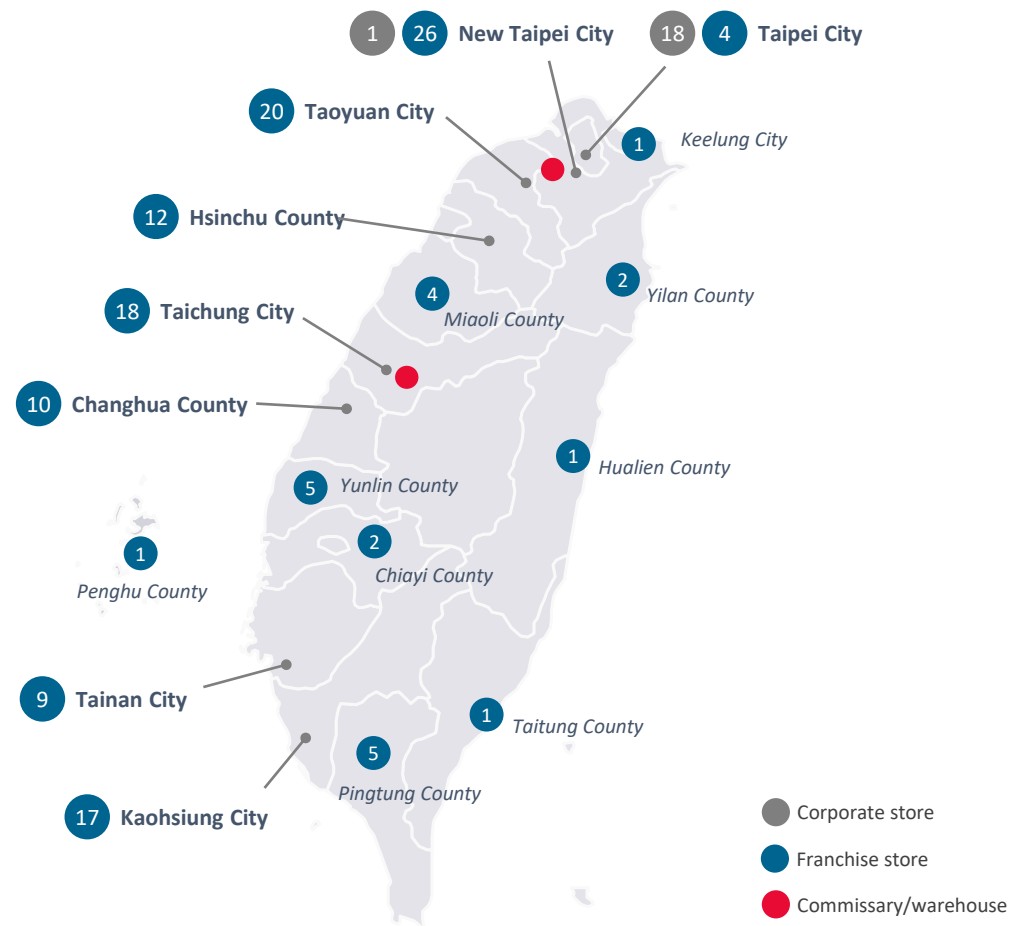 1 26 New Taipei City
18 4 Taipei City
20 Taoyuan City
1 Keelung City
12 Hsinchu County
2 Yilan County
4 Miaoli County
18 Taichung City
10 Changhua County
1 Hualien County
5 Yunlin County
2 Chiayi County
1 Penghu County
9 Tainan City
1 Taitung County
5 Pingtung County
17 Kaohsiung City
Corporate store
Franchise store
Commissary/warehouse